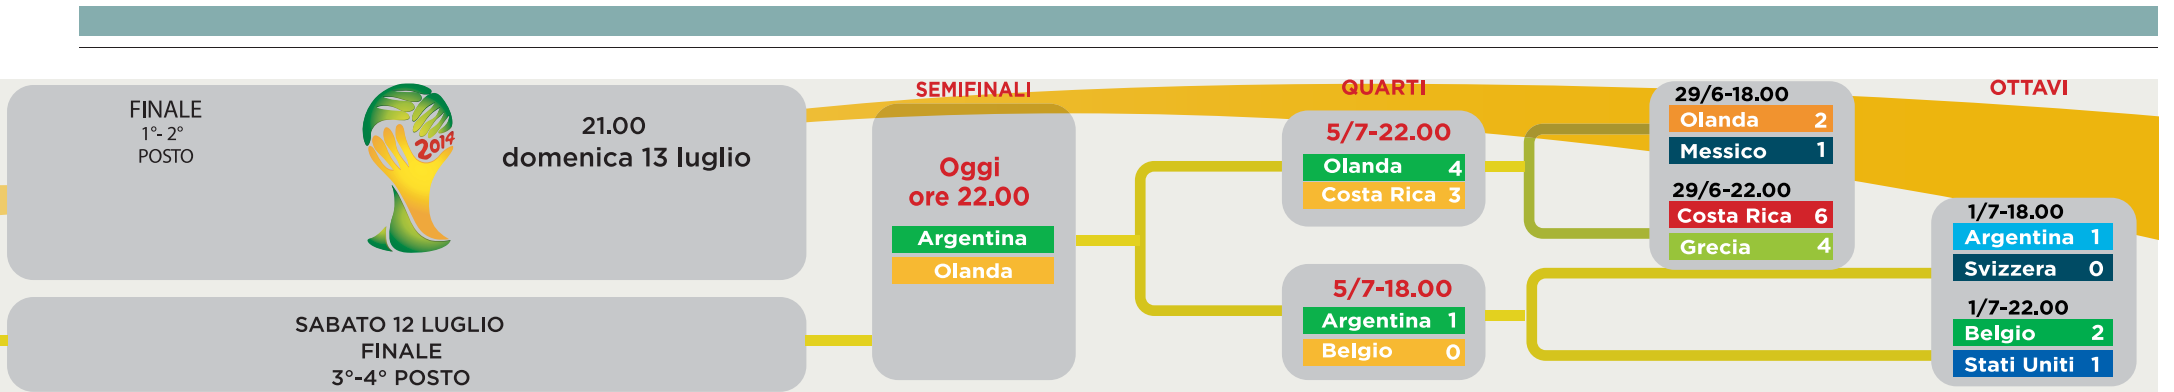 FINALE
1°- 2°
POSTO
2014
21.00
domenica 13 luglio
SABATO 12 LUGLIO
FINALE
3°-4° POSTO
SEMIFINALI
Oggi
ore 22.00
Argentina
Olanda
QUARTI
5/7-22.00
Olanda 4
Costa Rica 3
5/7-18.00
Argentina 1
Belgio 0
29/6-18.00
Olanda 2
Messico 1
29/6-22.00
Costa Rica 6
Grecia 4
OTTAVI
1/7-18.00
Argentina 1
Svizzera 0
1/7-22.00
Belgio 2
Stati Uniti 1